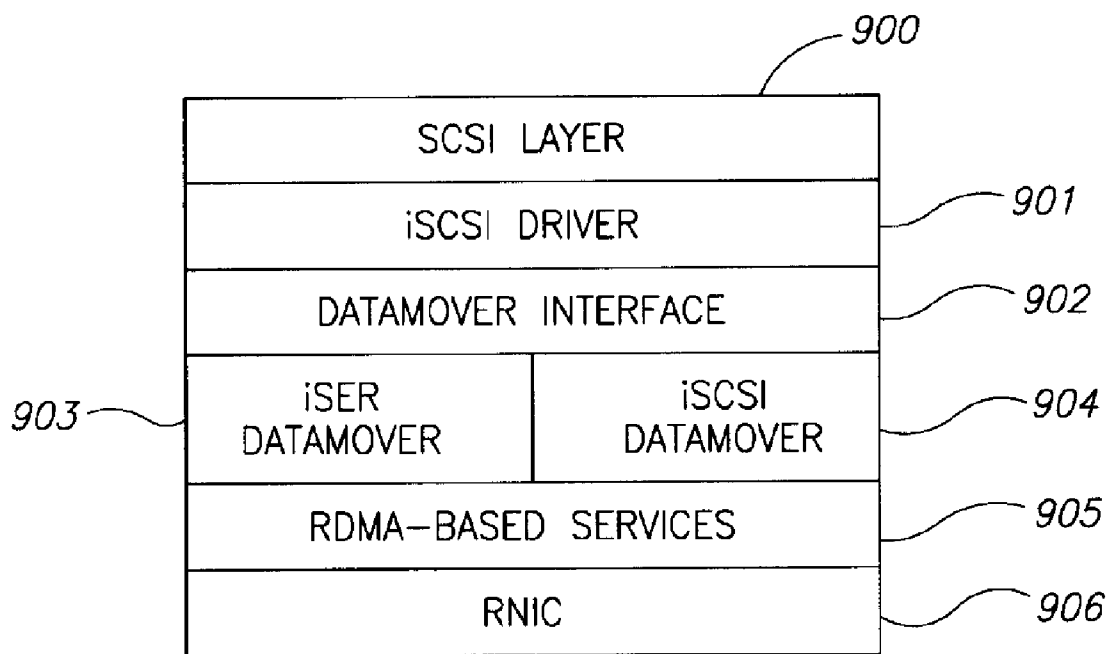 900
SCSI LAYER
iSCSI DRIVER
901
DATAMOVER INTERFACE
902
903
iSER
DATAMOVER
iSCSI
DATAMOVER
904
RDMA-BASED SERVICES
905
RNIC
906